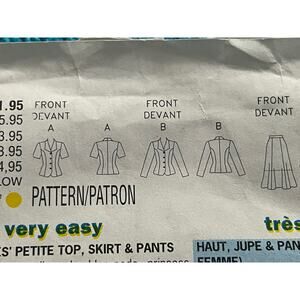 1.95
5.95
3.95
3.95
4,95
LOW
FRONT
DEVANT
A
A
FRONT
DEVANT
B
B
FRONT
DEVANT
PATTERN/PATRON
very easy
très
ES' PETITE TOP, SKIRT & PANTS
HAUT, JUPE & PAN
FEMME)